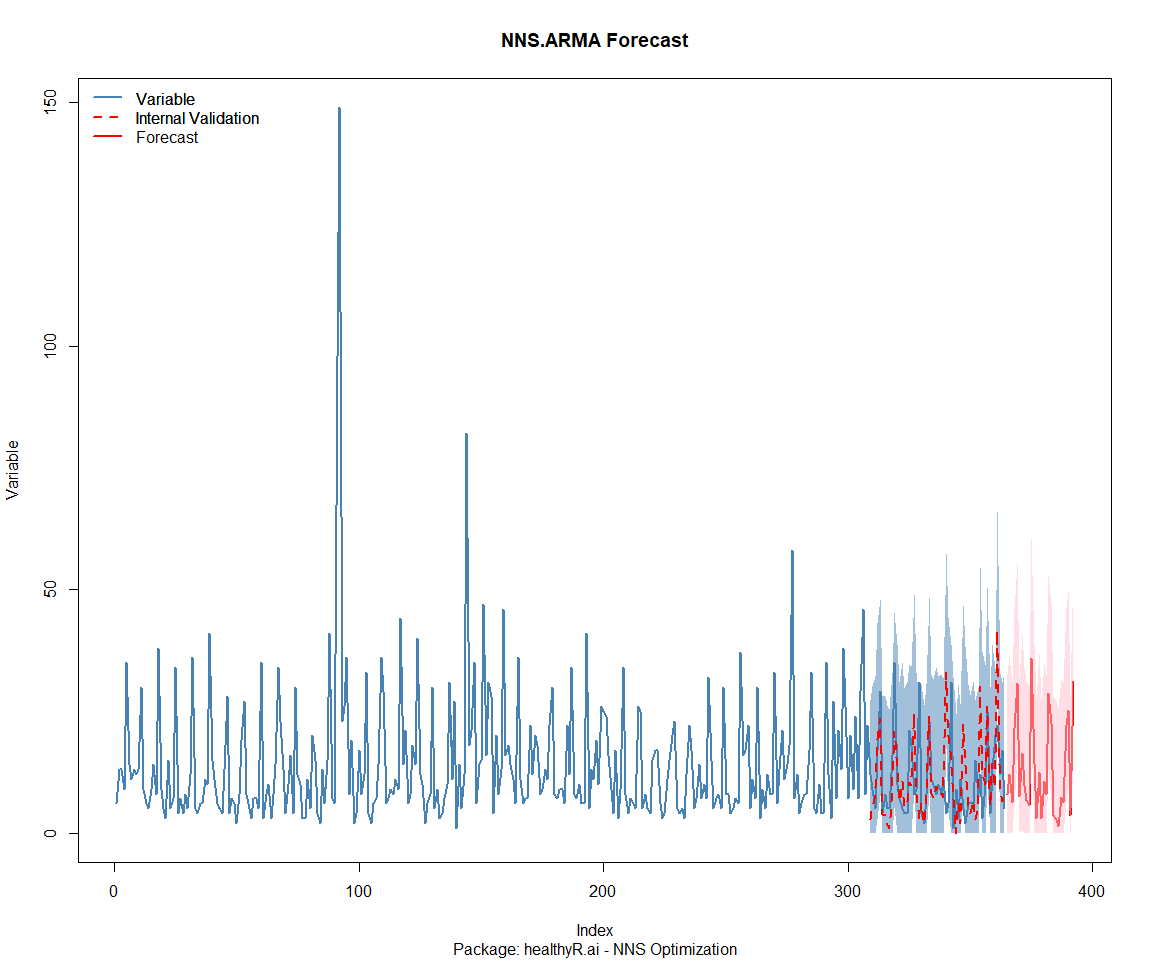 NNS.ARMA Forecast
Variable
Internal Validation
Forecast
150
100
50
0
Variable
0
100
200
300
400
Index
Package: healthyR.ai - NNS Optimization